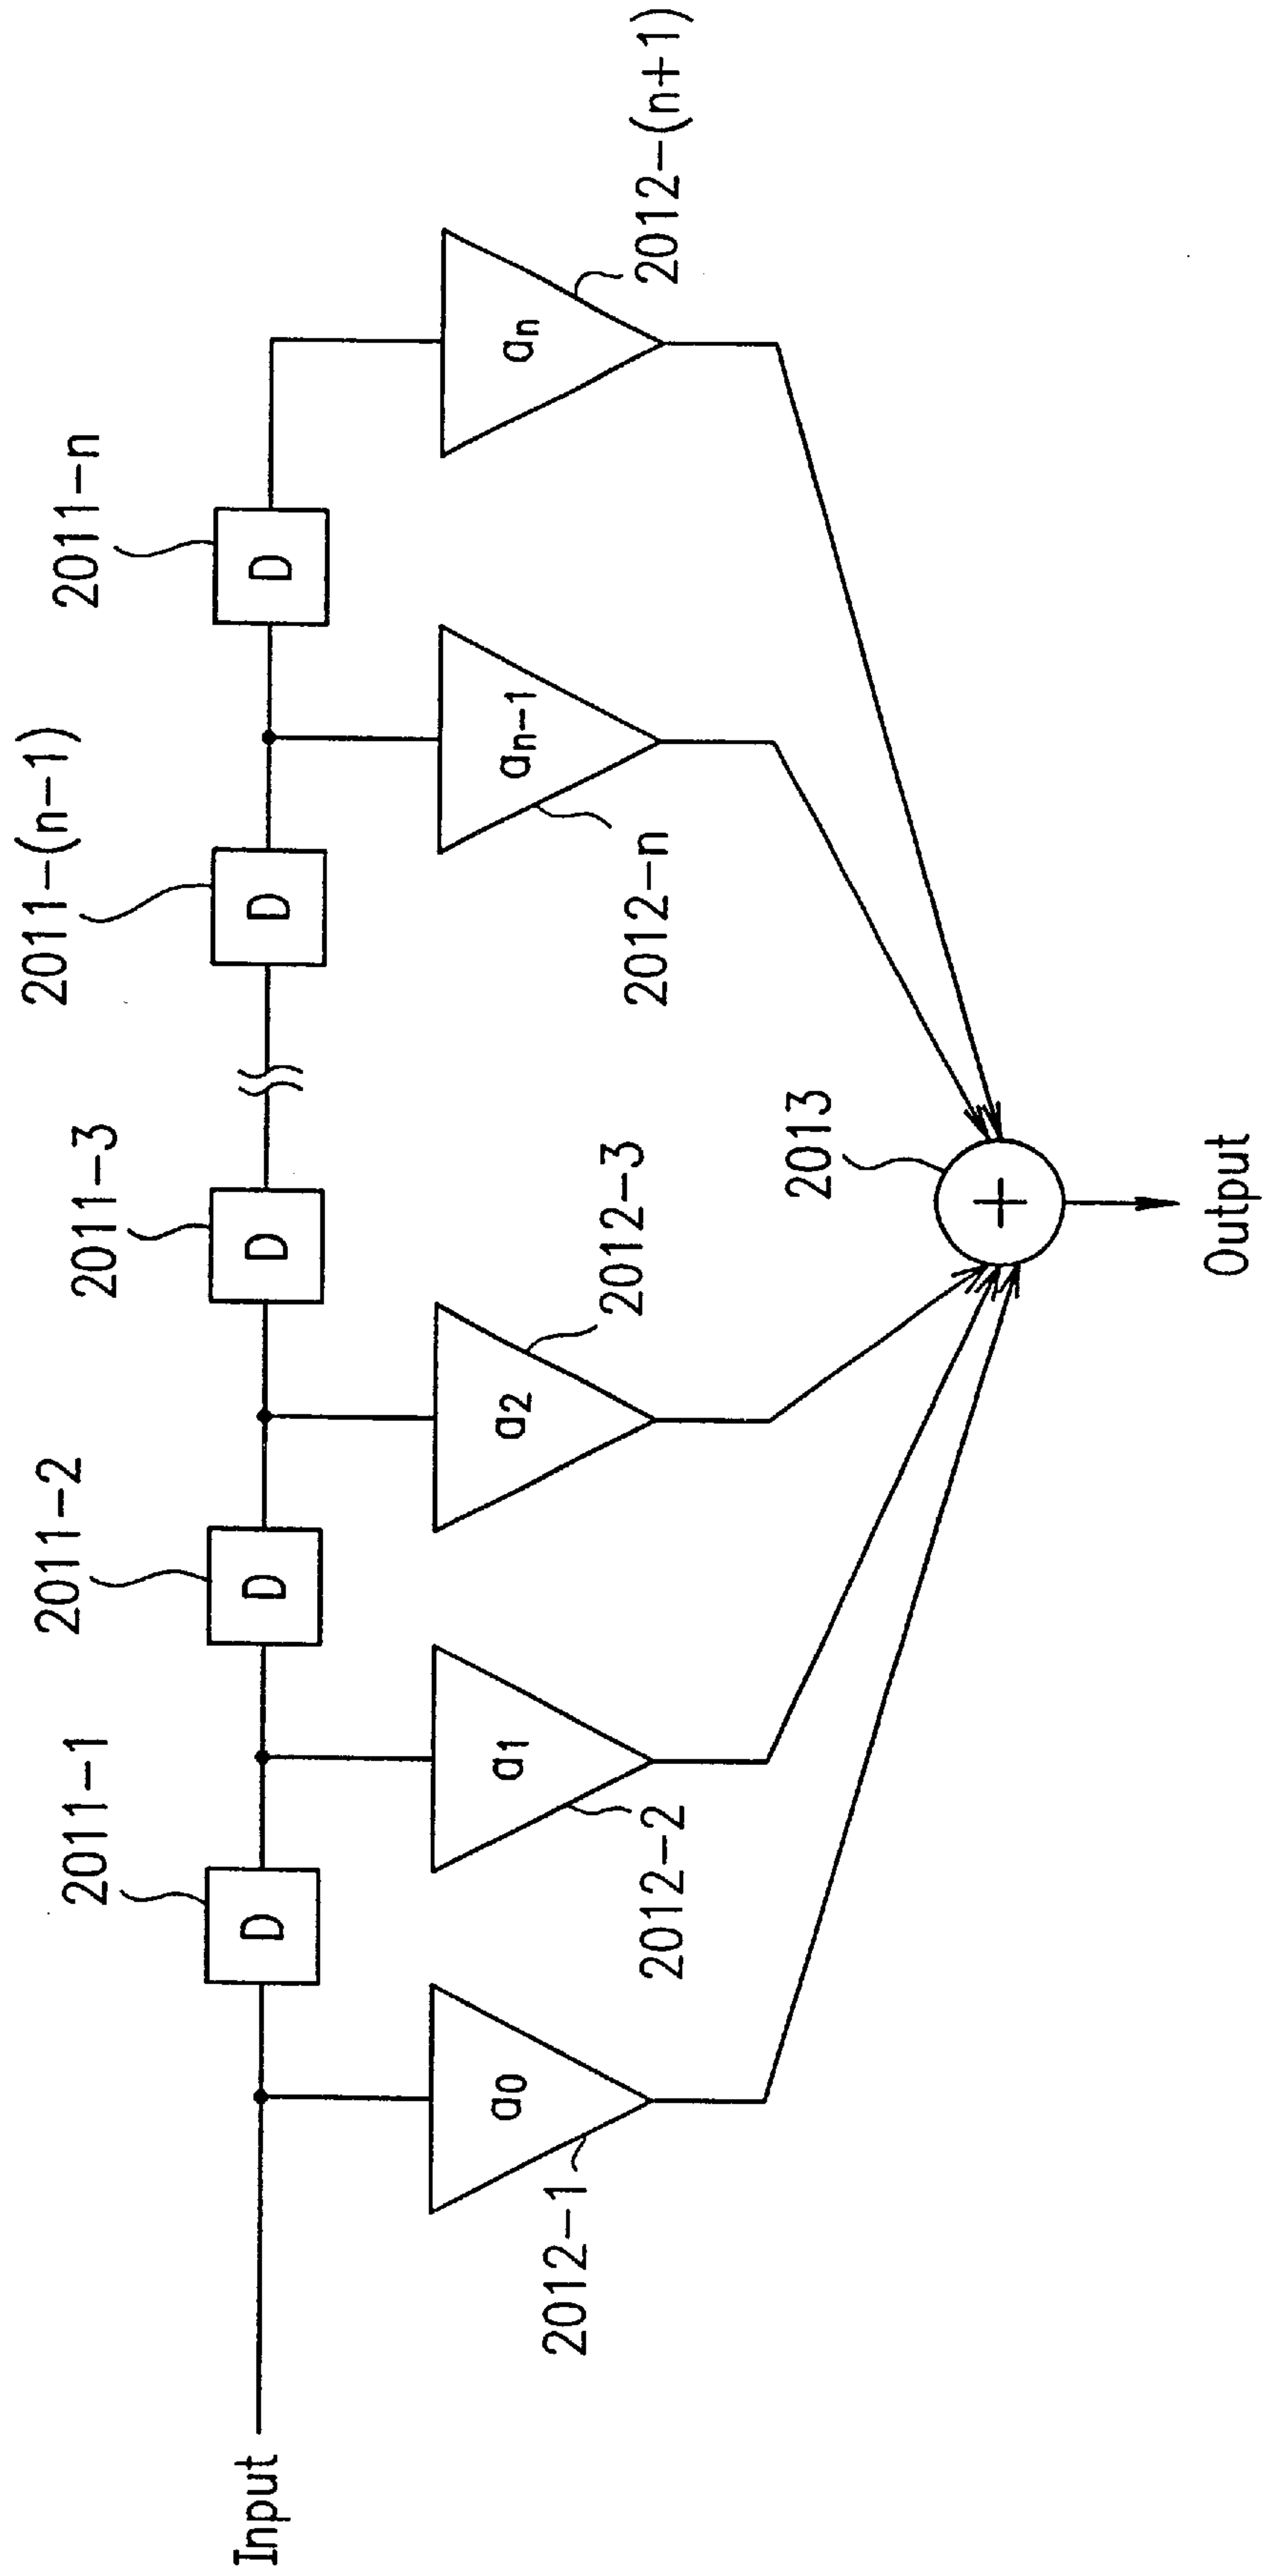 2011-1
2011-2
2011-3
2011-(n-1)
2011-n
Input
D
D
D
D
D
a0
a1
a2
an-1
an
2012-1
2012-2
2012-3
2012-n
2012-(n+1)
2013
+
Output